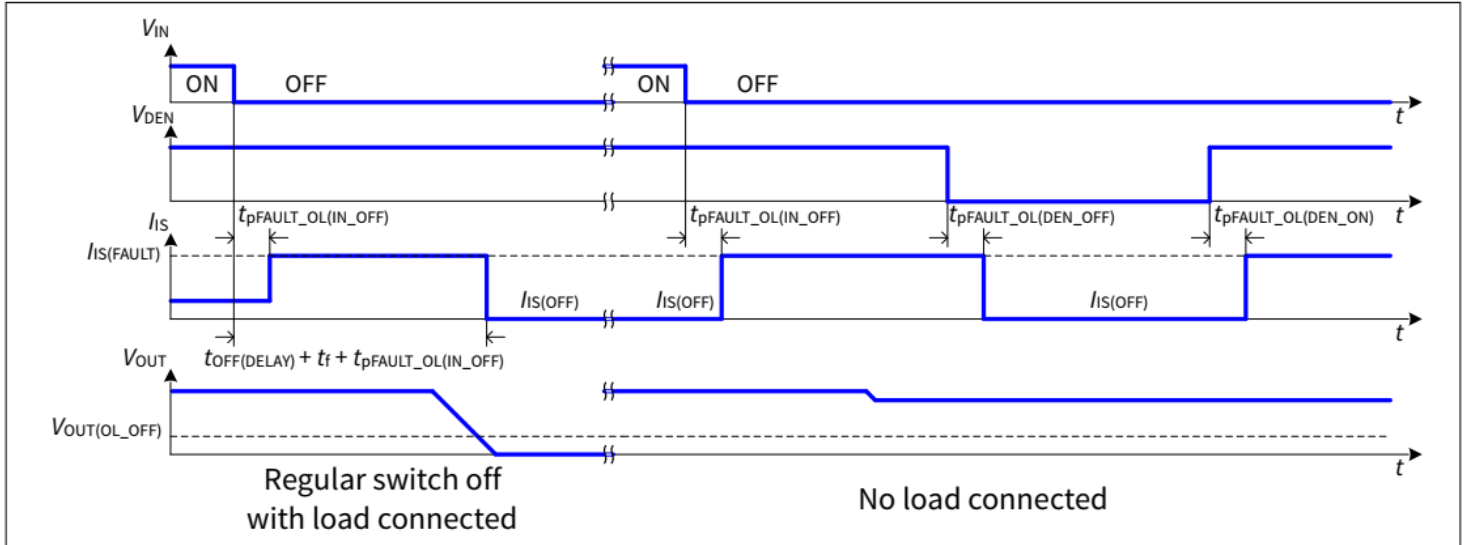 VIN
ON OFF ON OFF
t
VDEN
t
tpFAULT_OL(IN_OFF) tpFAULT_OL(IN_OFF) tpFAULT_OL(DEN_OFF) tpFAULT_OL(DEN_ON)
IIS
IIS(FAULT)
IIS(OFF) IIS(OFF) IIS(OFF)
t
VOUT tOFF(DELAY) + tf + tpFAULT_OL(IN_OFF)
VOUT(OL_OFF)
t
Regular switch off
with load connected
No load connected